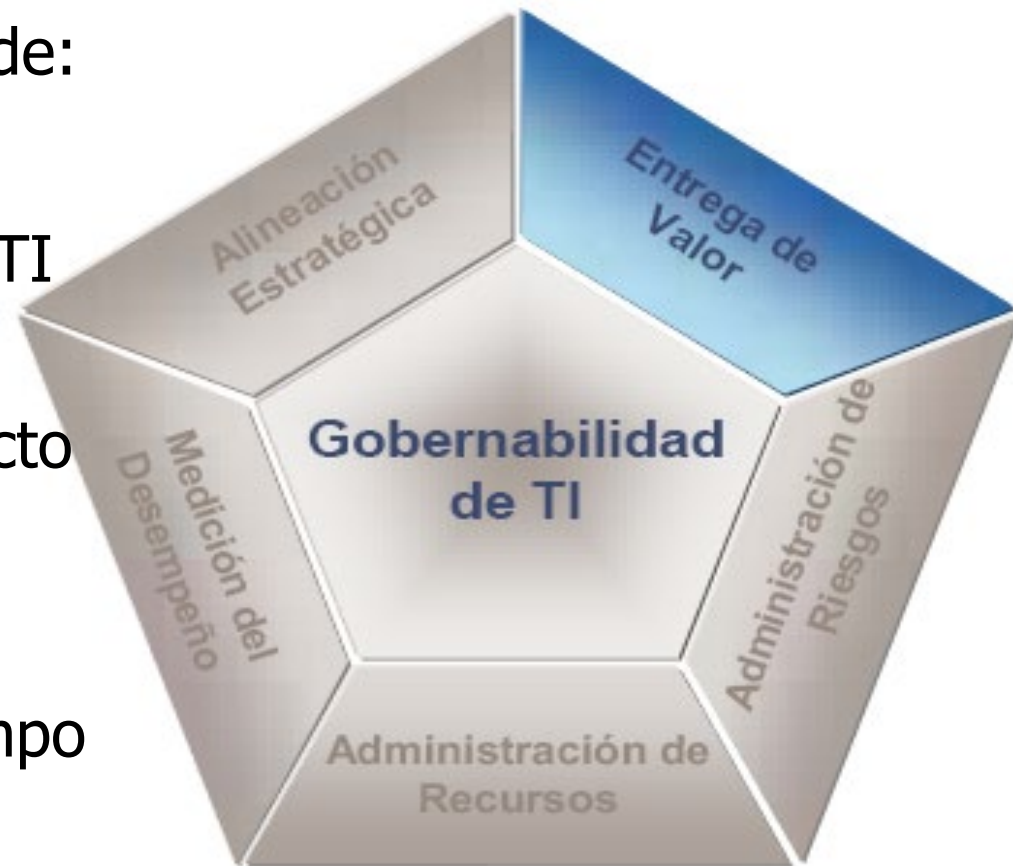 de:
TI
cto
mpo
Alineación
Estratégica
Entrega de
Valor
Gobernabilidad
de TI
Medición del
Desempeño
Administración de
Riesgos
Administración de
Recursos